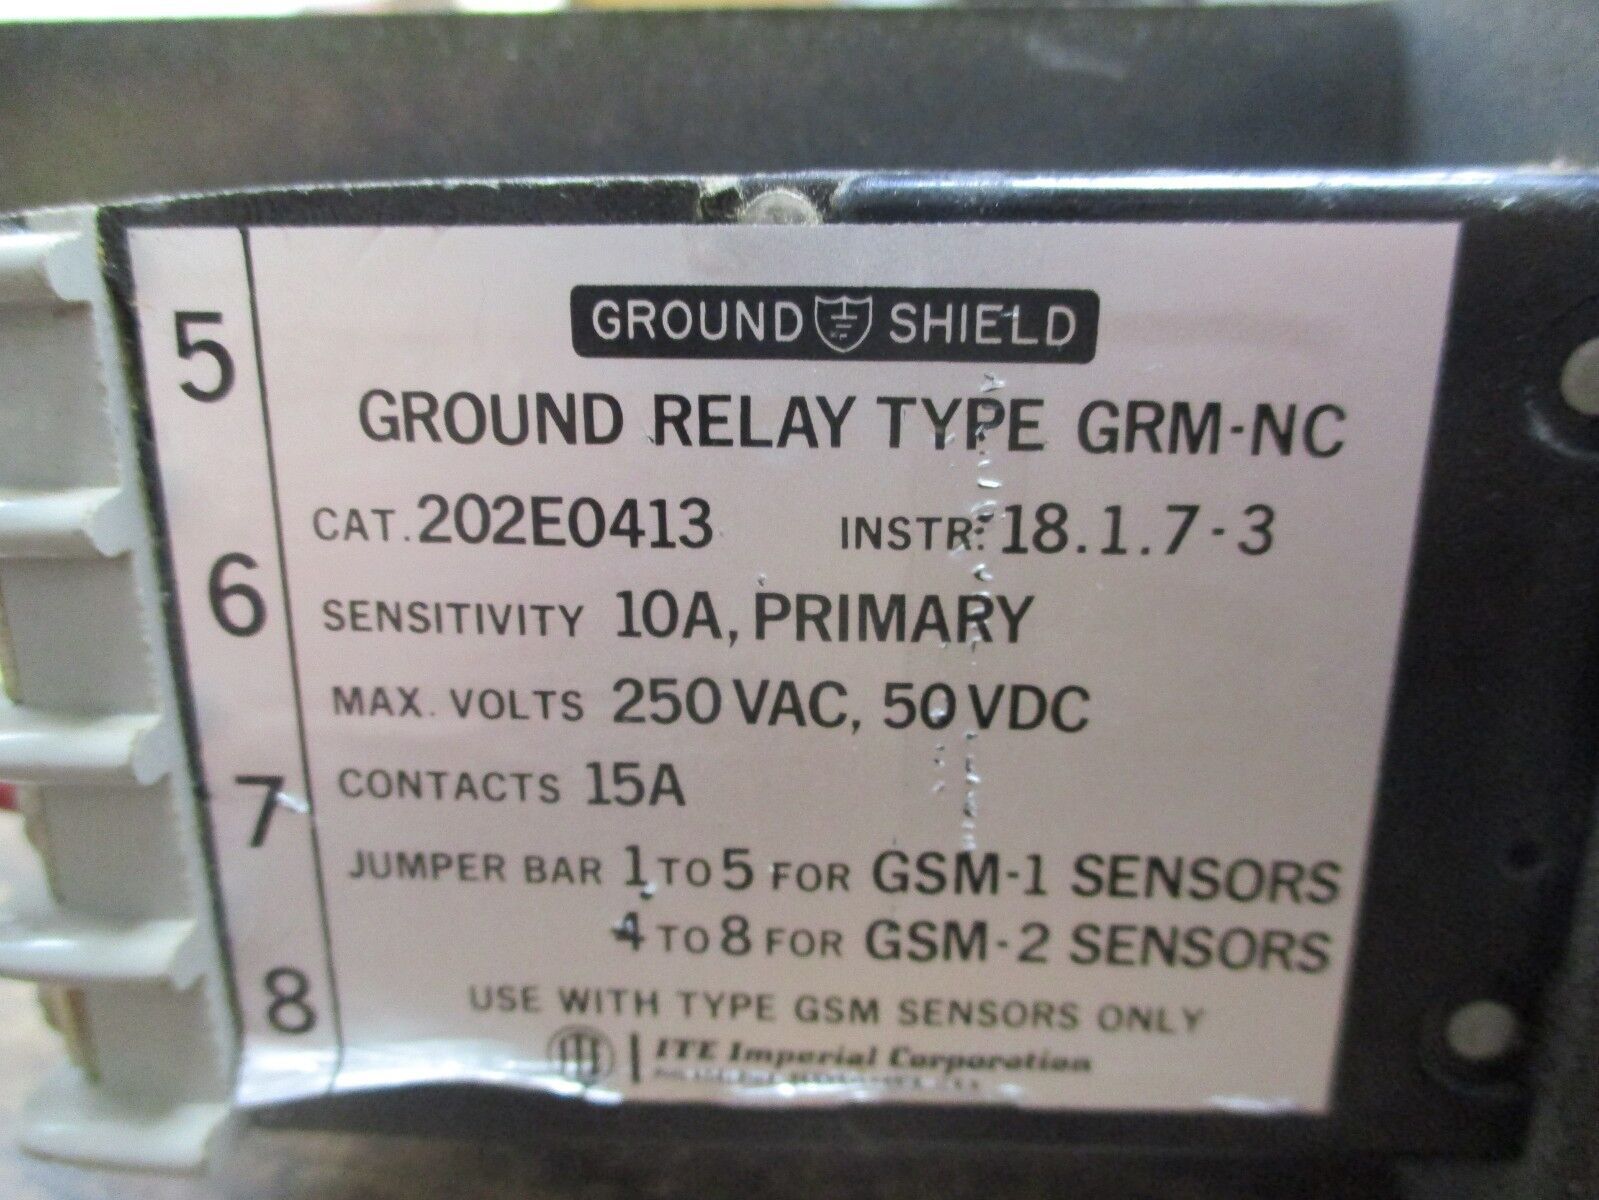 GROUND SHIELD
GROUND RELAY TYPE GRM-NC
CAT. 202E0413 INSTR: 18.1.7-3
SENSITIVITY 10A, PRIMARY
MAX. VOLTS 250 VAC, 50 VDC
CONTACTS 15A
JUMPER BAR 1 TO 5 FOR GSM-1 SENSORS
4 TO 8 FOR GSM-2 SENSORS
USE WITH TYPE GSM SENSORS ONLY
ITE | ITE Imperial Corporation
5
6
7
8